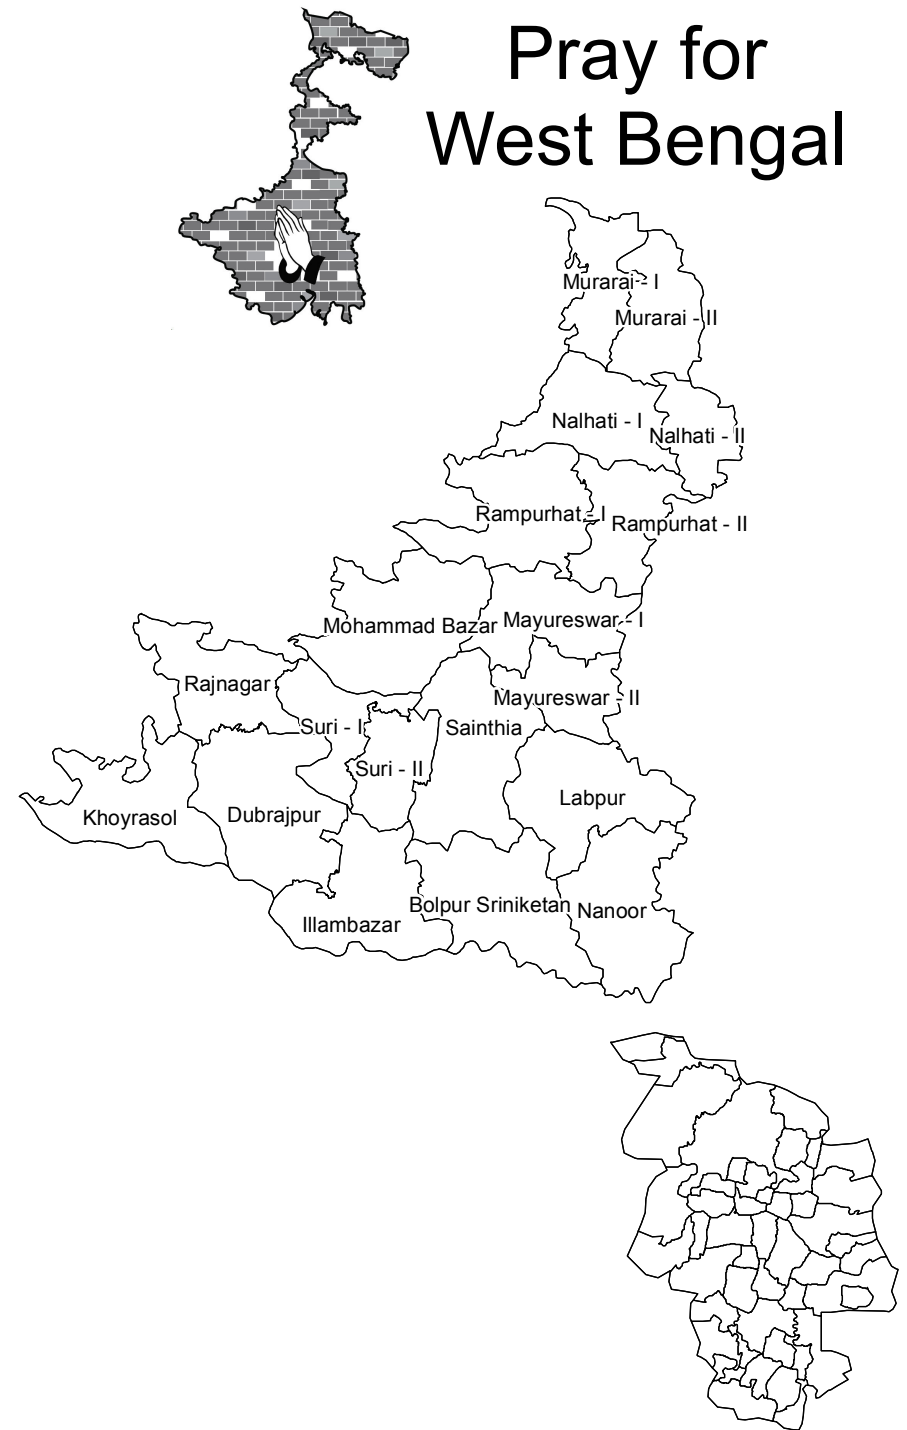 Pray for
West Bengal
Murarai - I
Murarai - II
Nalhati - I
Nalhati - II
Rampurhat - I
Rampurhat - II
Mohammad Bazar
Mayureswar - I
Rajnagar
Mayureswar - II
Suri - I
Sainthia
Suri - II
Labpur
Khoyrasol
Dubrajpur
Bolpur Sriniketan
Nanoor
Illambazar